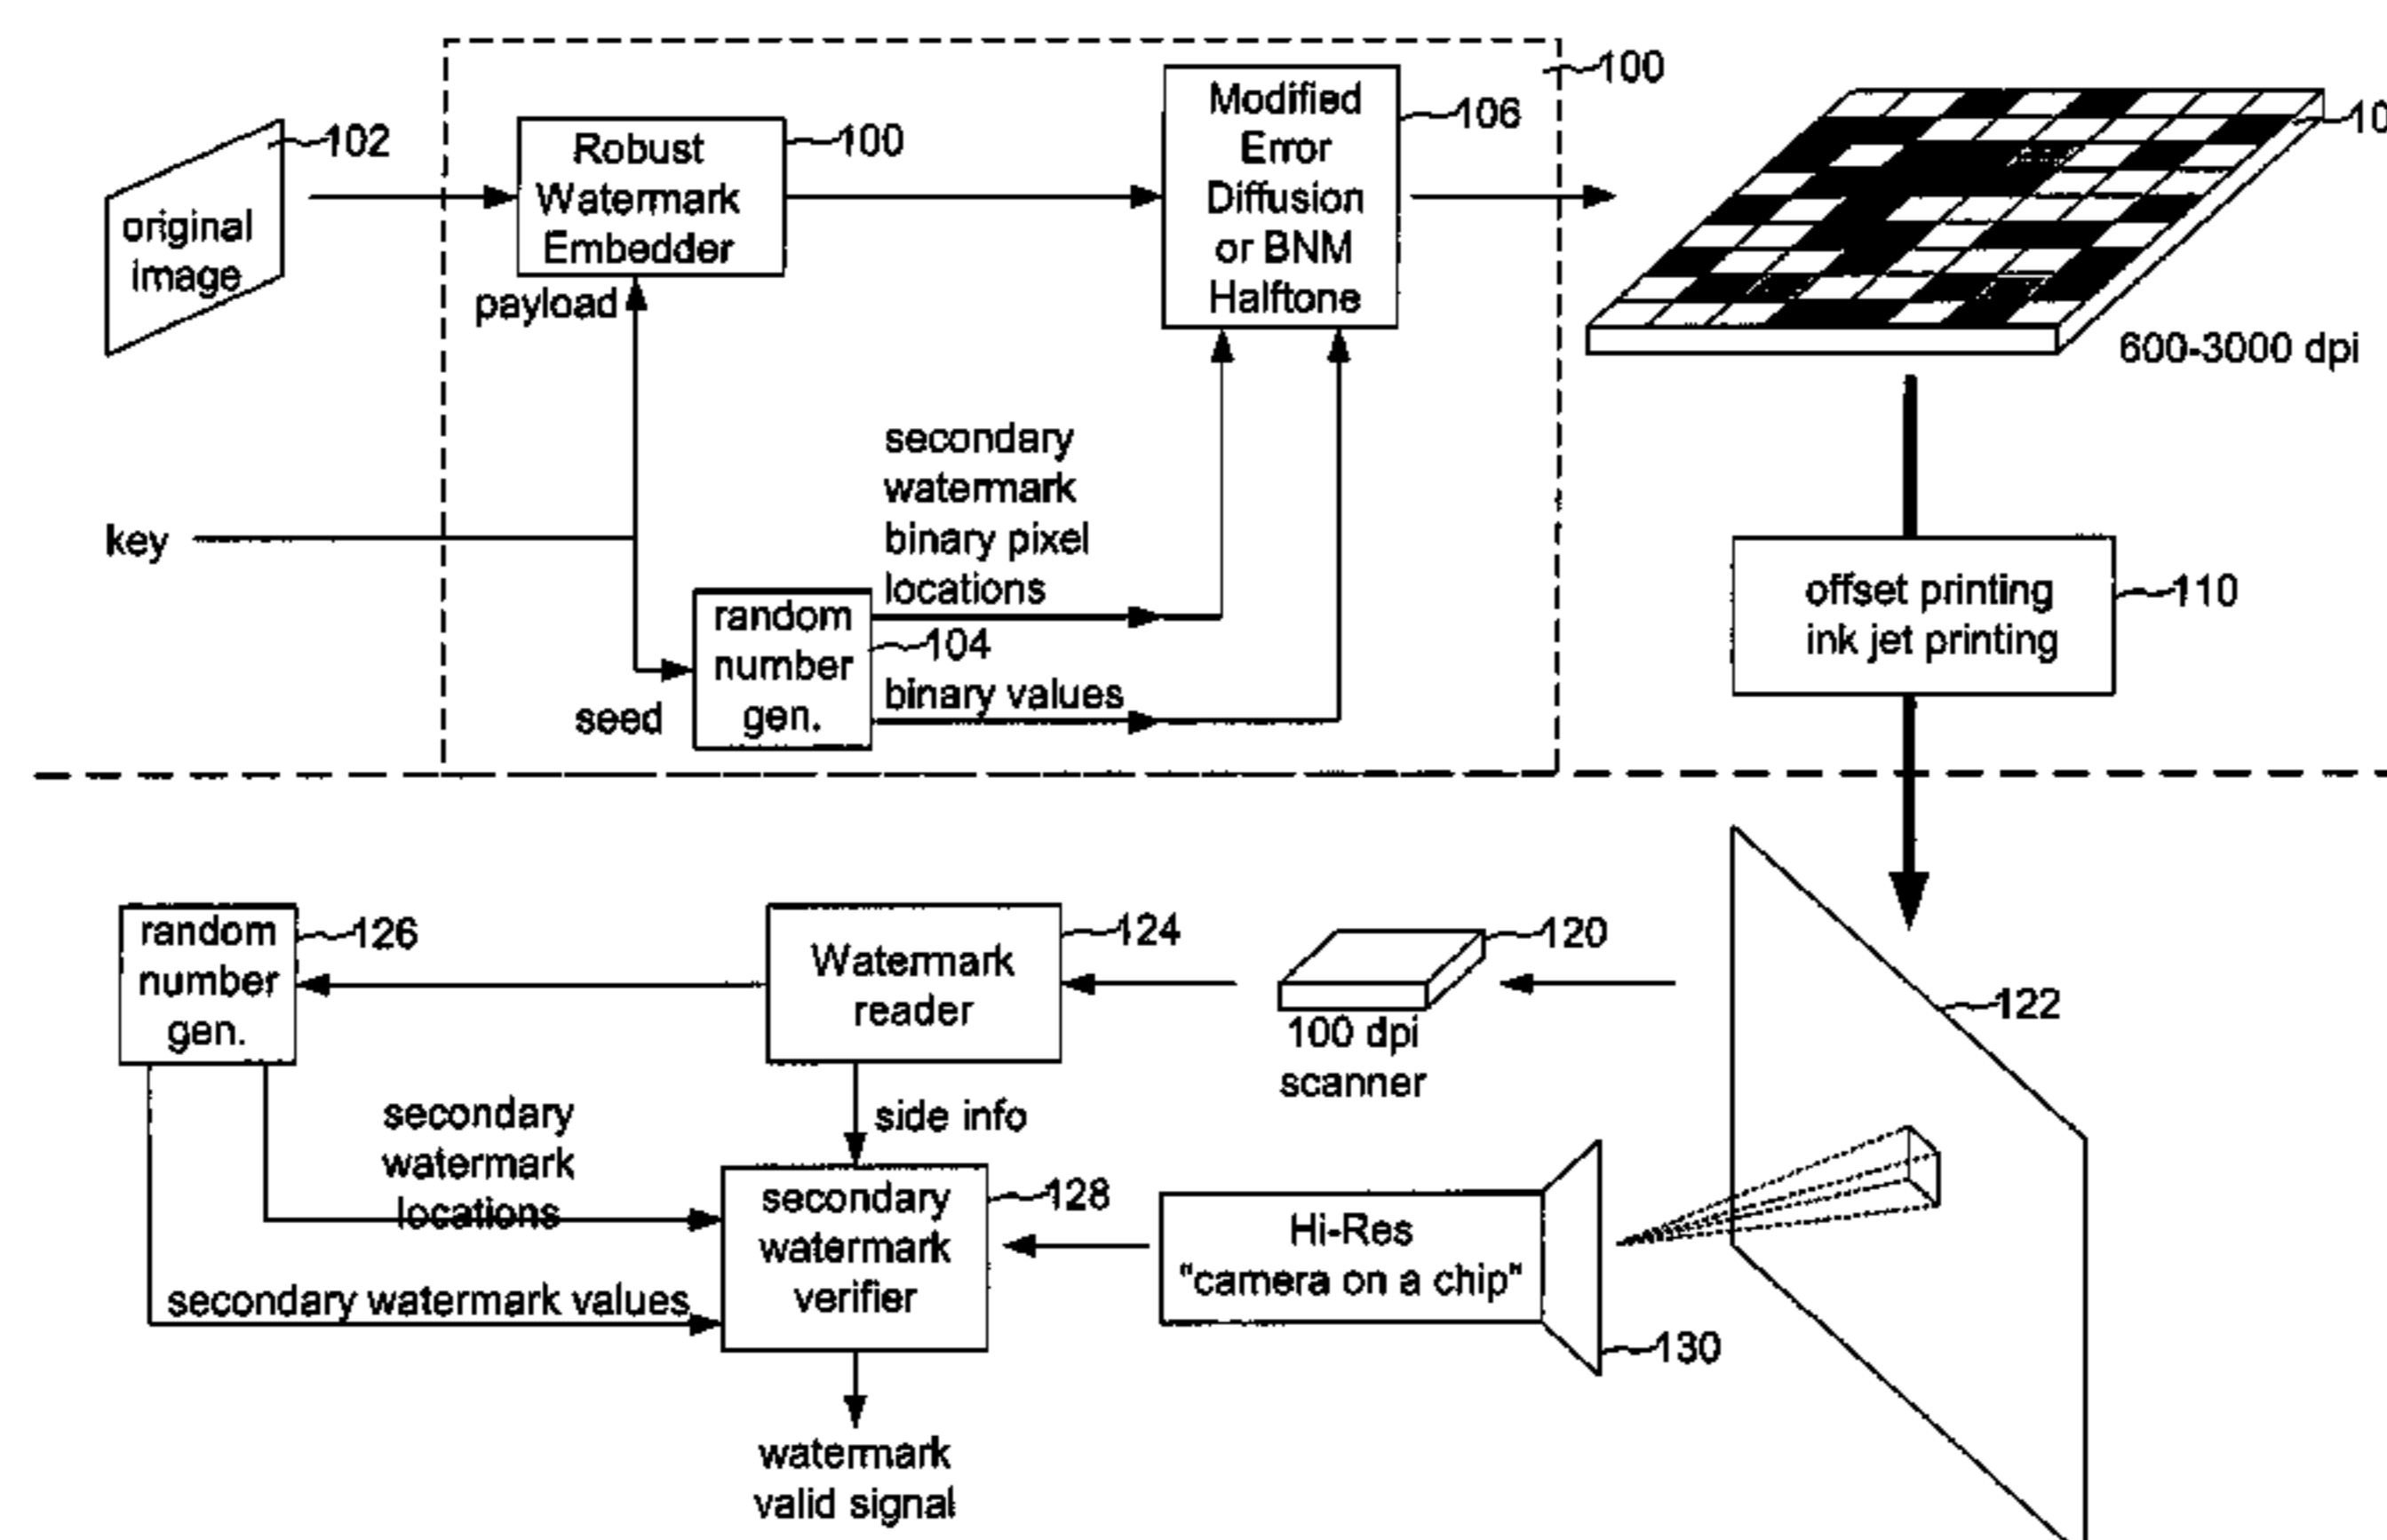 100
102
original
image
Robust
Watermark
Embedder
100
payload
Modified
Error
Diffusion
or BNM
Halftone
106
10
600-3000 dpi
key
secondary
watermark
binary pixel
locations
random
number
gen.
104
binary values
seed
offset printing
ink jet printing
110
random
number
gen.
126
Watermark
reader
124
120
100 dpi
scanner
122
side info
secondary
watermark
locations
secondary watermark values
secondary
watermark
verifier
128
Hi-Res
"camera on a chip"
130
watermark
valid signal